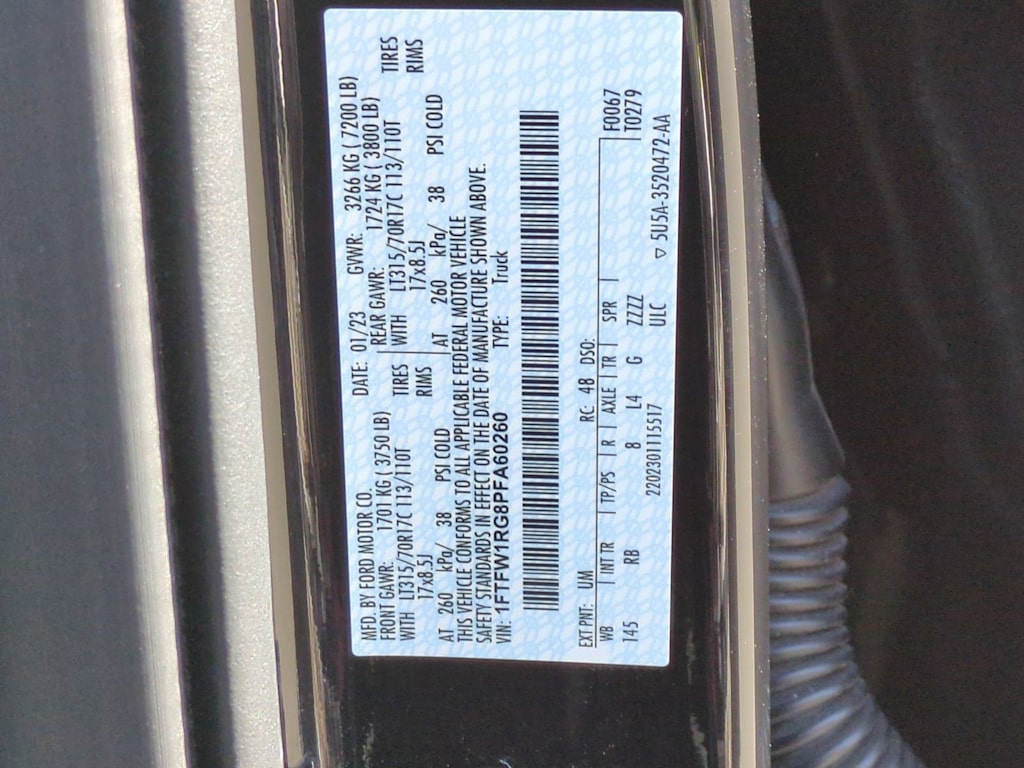 MFD. BY FORD MOTOR CO. DATE: 01/23 GVWR: 3266 KG ( 7200 LB)
FRONT GAWR: 1701 KG ( 3750 LB) REAR GAWR: 1724 KG ( 3800 LB)
WITH LT315/70R17C 113/110T TIRES WITH LT315/70R17C 113/110T TIRES
17x8.5J RIMS 17x8.5J RIMS
AT 260 kPa/ 38 PSI COLD AT 260 kPa/ 38 PSI COLD
THIS VEHICLE CONFORMS TO ALL APPLICABLE FEDERAL MOTOR VEHICLE
SAFETY STANDARDS IN EFFECT ON THE DATE OF MANUFACTURE SHOWN ABOVE.
VIN: 1FTFW1RG8PFA60260 TYPE: Truck
EXT PNT: UM RC: 48 DSO: F0067
WB INT TR TP/PS R AXLE TR SPR T0279
145 RB 8 L4 G ZZZZ
220230115517 ULC
▽ 5U5A-3520472-AA